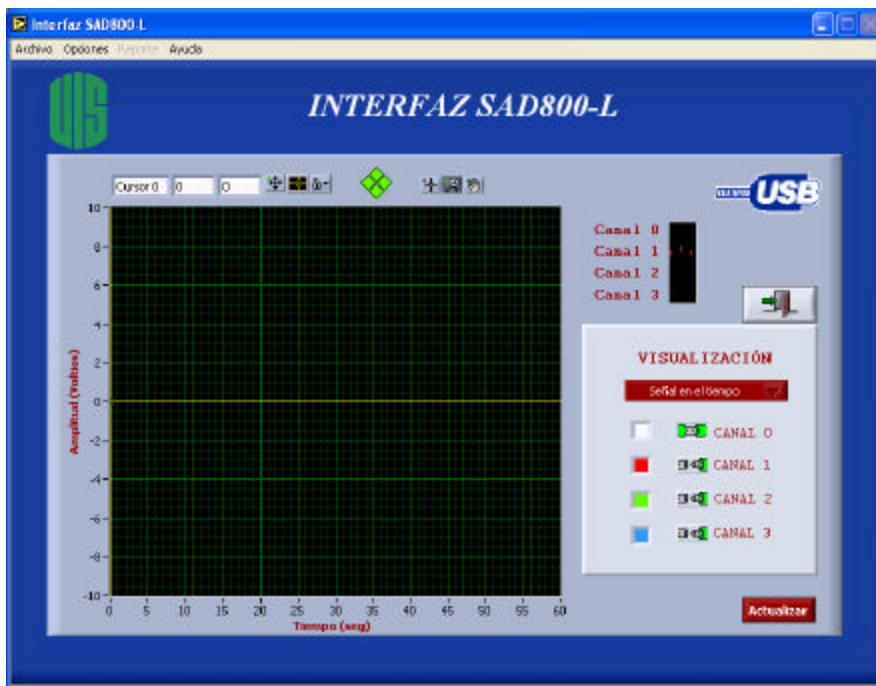 Interfaz SAD800-L
Archivo Opciones Reporte Ayuda
UIS
INTERFAZ SAD800-L
Cursor 0 0 0
USB
10
8
6
4
2
0
-2
-4
-6
-8
-10
Amplitud (Voltios)
0 5 10 15 20 25 30 35 40 45 50 55 60
Tiempo (seg)
Canal 0
Canal 1
Canal 2
Canal 3
VISUALIZACIÓN
Señal en el tiempo
CANAL 0
CANAL 1
CANAL 2
CANAL 3
Actualizar